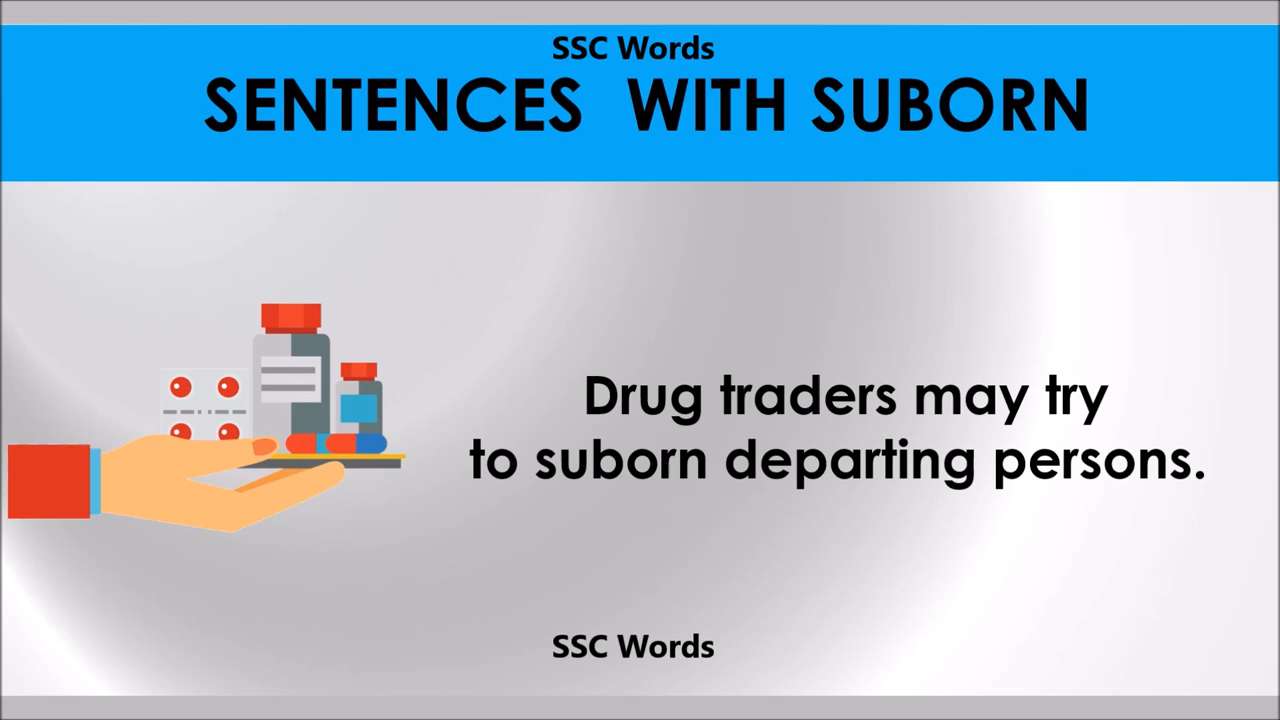 SSC Words
SENTENCES WITH SUBORN
Drug traders may try
to suborn departing persons.
SSC Words